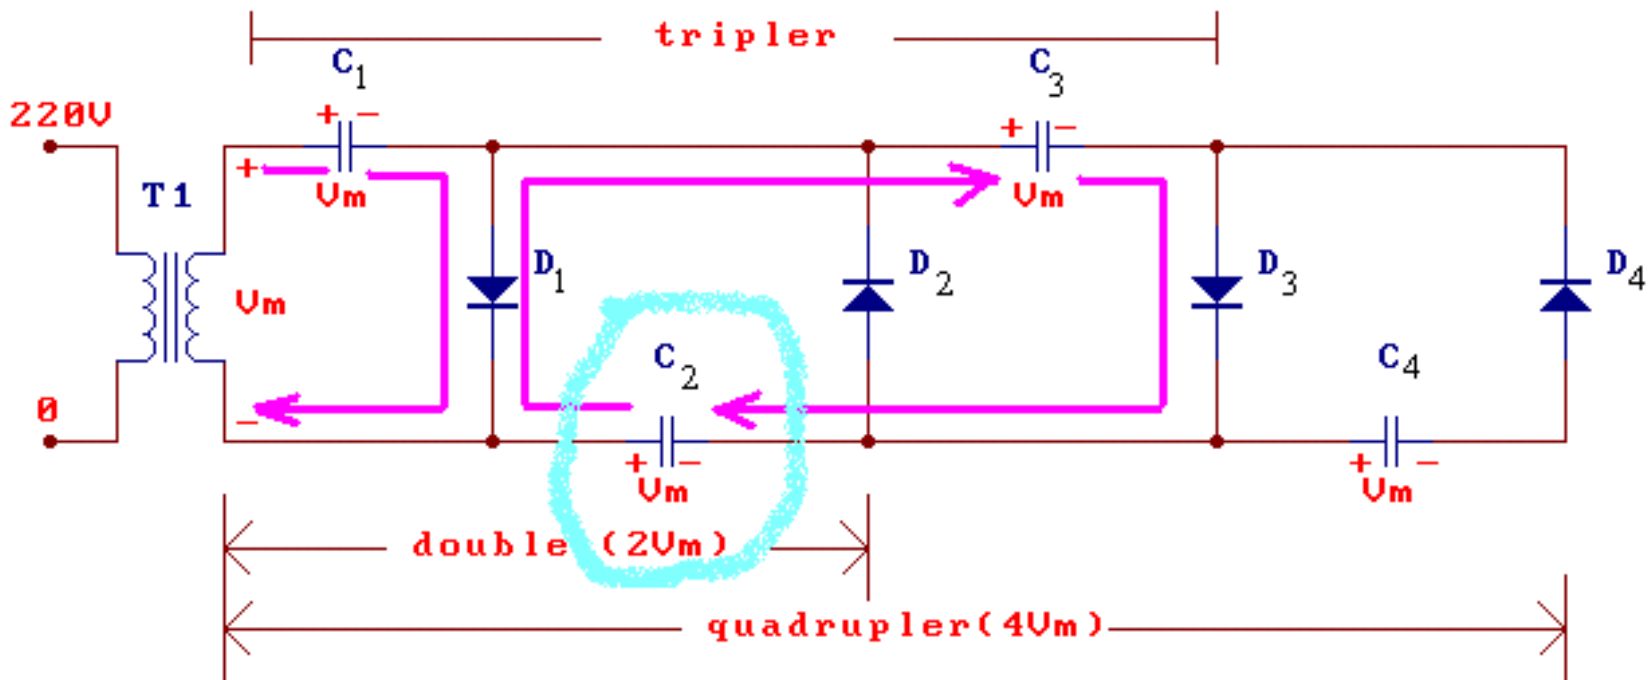 tripler
C1
C3
220V
+ -
+ -
+
Vm
Vm
T1
D1
D2
D3
D4
Vm
C2
C4
0
-
+ -
+ -
Vm
Vm
double (2Vm)
quadrupler(4Vm)